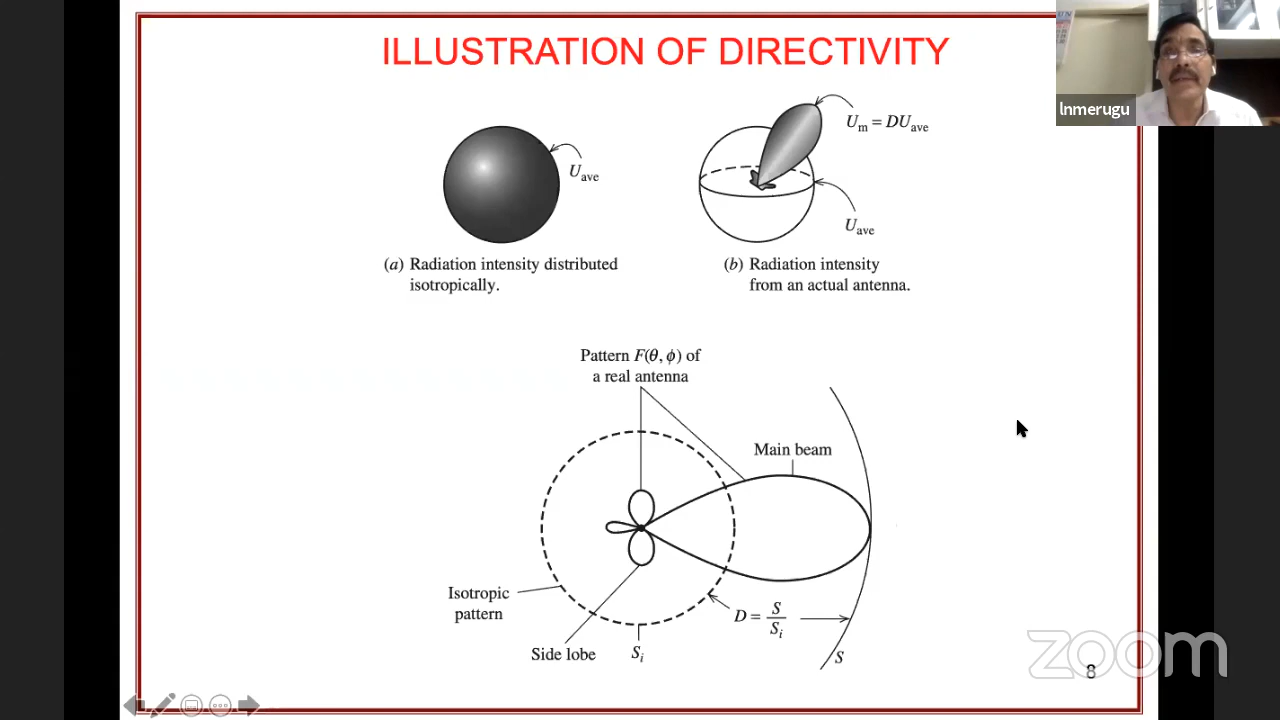 ILLUSTRATION OF DIRECTIVITY
lnmerugu
U_ave
U_m = DU_ave
U_ave
(a) Radiation intensity distributed
isotropically.
(b) Radiation intensity
from an actual antenna.
Pattern F(θ, ϕ) of
a real antenna
Main beam
Isotropic
pattern
D = S/S_i
Side lobe
S_i
S
zoom
8